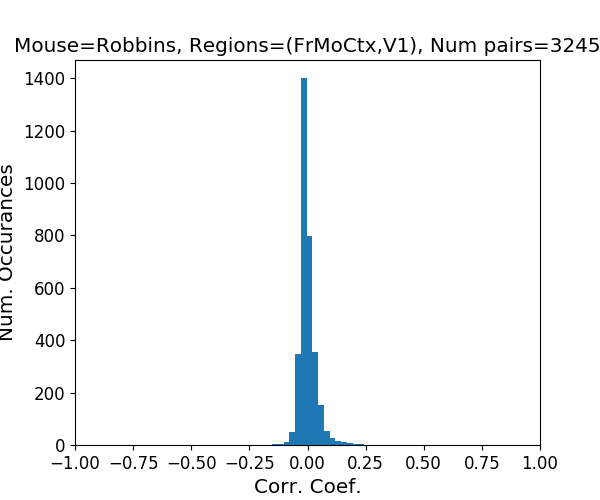 Mouse=Robbins, Regions=(FrMoCtx,V1), Num pairs=3245
1400
1200
1000
800
600
400
200
0
Num. Occurances
−1.00 −0.75 −0.50 −0.25 0.00 0.25 0.50 0.75 1.00
Corr. Coef.